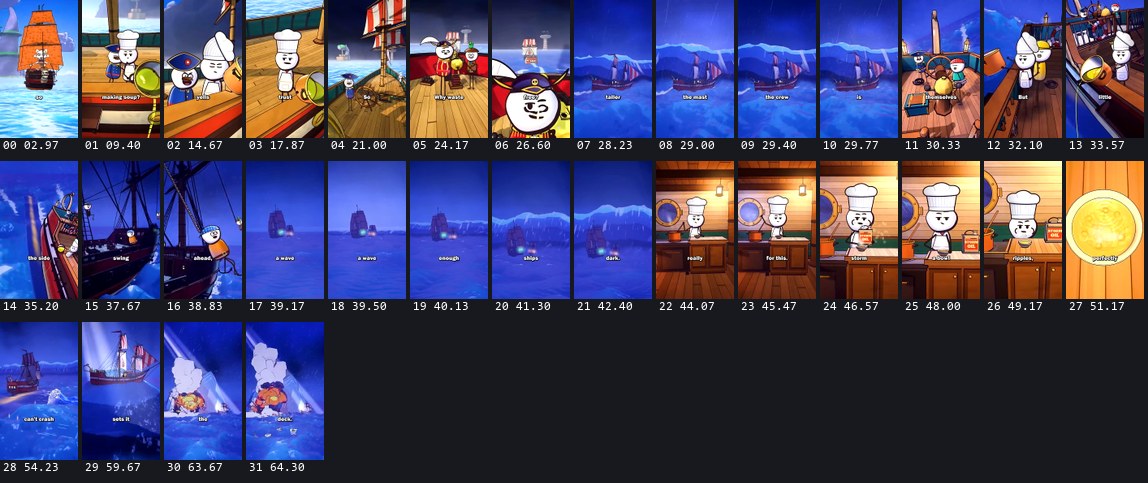 so
making soup?
yells
trust
So
Why waste
taller
the mast
the crew
is
themselves
But
little
00 02.97
01 09.40
02 14.67
03 17.87
04 21.00
05 24.17
06 26.60
07 28.23
08 29.00
09 29.40
10 29.77
11 30.33
12 32.10
13 33.57
the side
swing
ahead,
a wave
a wave
enough
ships
dark.
really
For this.
storm
ripples,
perfectly
14 35.20
15 37.67
16 38.83
17 39.17
18 39.50
19 40.13
20 41.30
21 42.40
22 44.07
23 45.47
24 46.57
25 48.00
26 49.17
27 51.17
can't crash
sets it
the
deck.
28 54.23
29 59.67
30 63.67
31 64.30